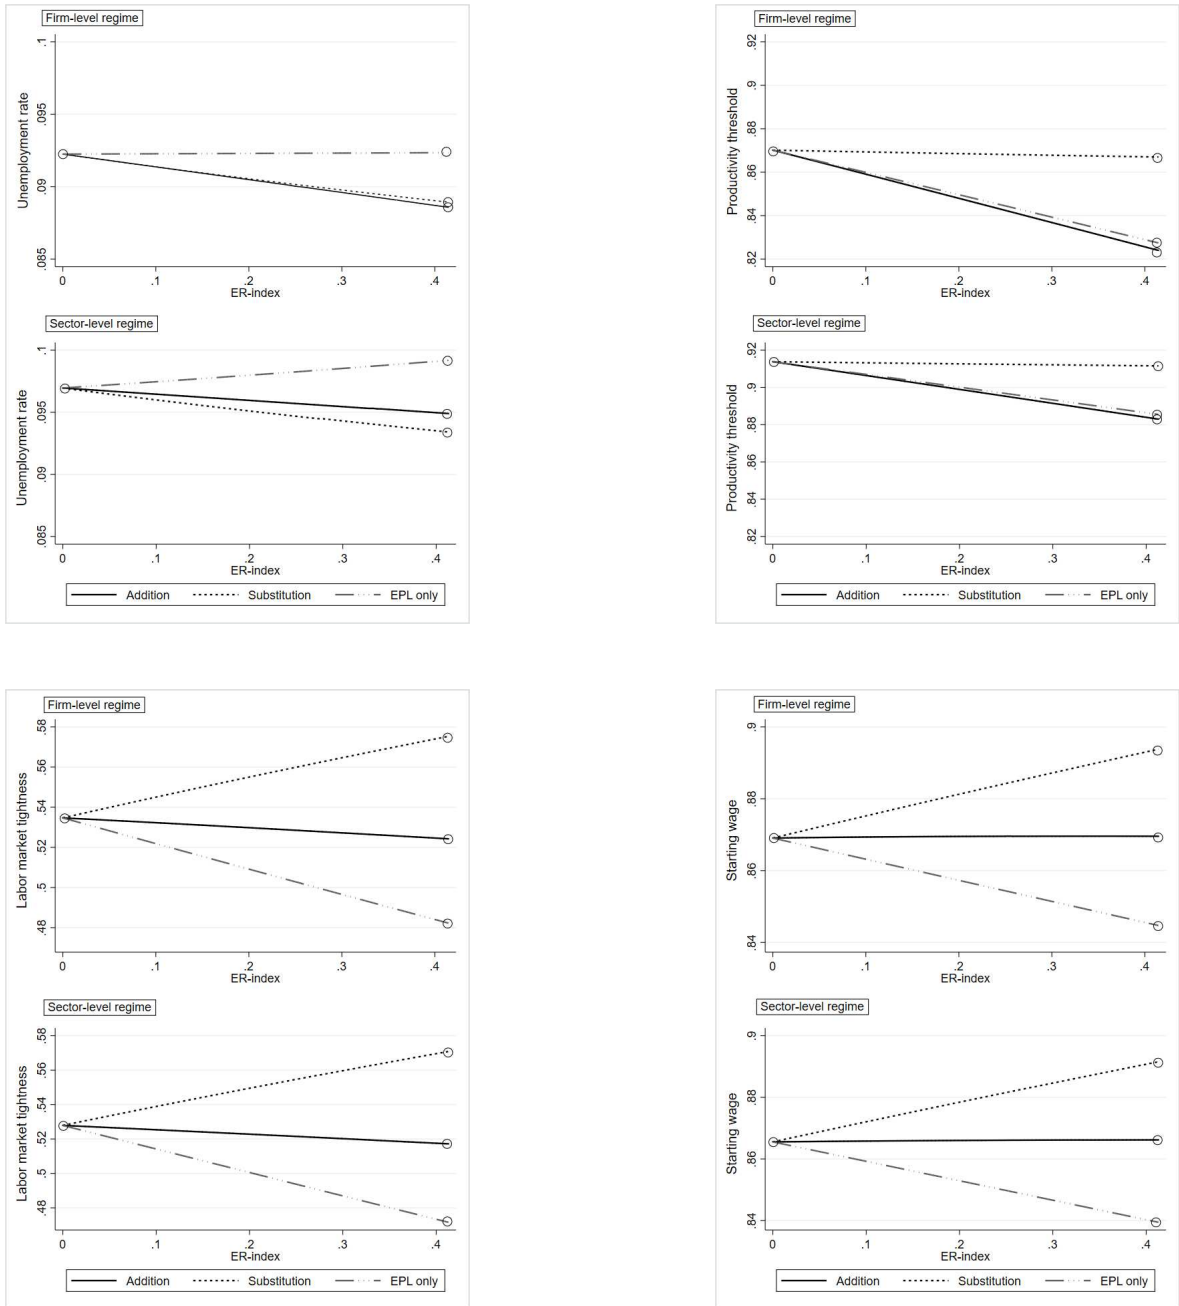 Firm-level regime
Unemployment rate
.1
.095
.09
.085
0 .1 .2 .3 .4
ER-index
Sector-level regime
Unemployment rate
.1
.095
.09
.085
0 .1 .2 .3 .4
ER-index
Addition Substitution EPL only
Firm-level regime
Productivity threshold
.92
.9
.88
.86
.84
.82
0 .1 .2 .3 .4
ER-index
Sector-level regime
Productivity threshold
.92
.9
.88
.86
.84
.82
0 .1 .2 .3 .4
ER-index
Addition Substitution EPL only
Firm-level regime
Labor market tightness
.58
.56
.54
.52
.5
.48
0 .1 .2 .3 .4
ER-index
Sector-level regime
Labor market tightness
.58
.56
.54
.52
.5
.48
0 .1 .2 .3 .4
ER-index
Addition Substitution EPL only
Firm-level regime
Starting wage
.9
.88
.86
.84
0 .1 .2 .3 .4
ER-index
Sector-level regime
Starting wage
.9
.88
.86
.84
0 .1 .2 .3 .4
ER-index
Addition Substitution EPL only